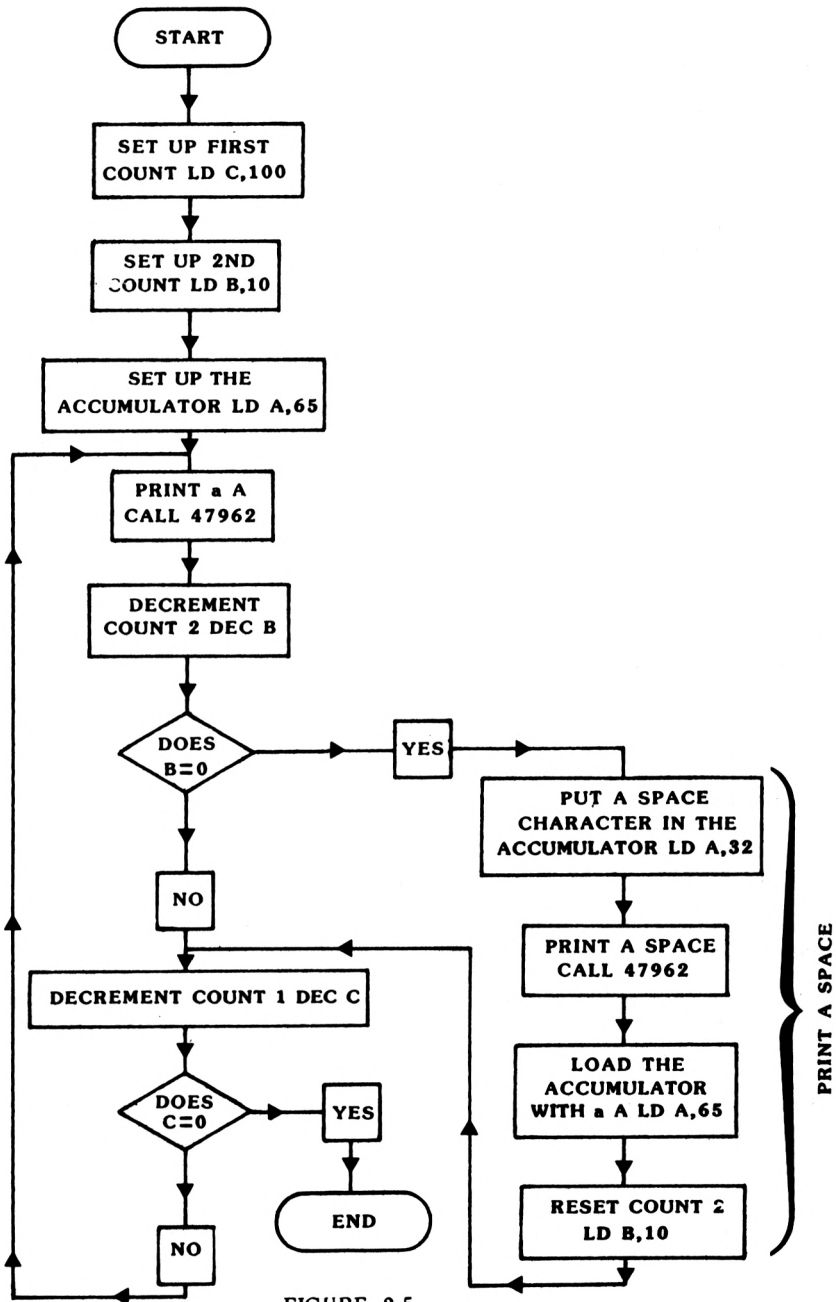 START
SET UP FIRST
COUNT LD C,100
SET UP 2ND
COUNT LD B,10
SET UP THE
ACCUMULATOR LD A,65
PRINT a A
CALL 47962
DECREMENT
COUNT 2 DEC B
DOES
B=0
YES
PUT A SPACE
CHARACTER IN THE
ACCUMULATOR LD A,32
NO
PRINT A SPACE
CALL 47962
PRINT A SPACE
DECREMENT COUNT 1 DEC C
LOAD THE
ACCUMULATOR
WITH a A LD A,65
DOES
C=0
YES
RESET COUNT 2
LD B,10
END
NO